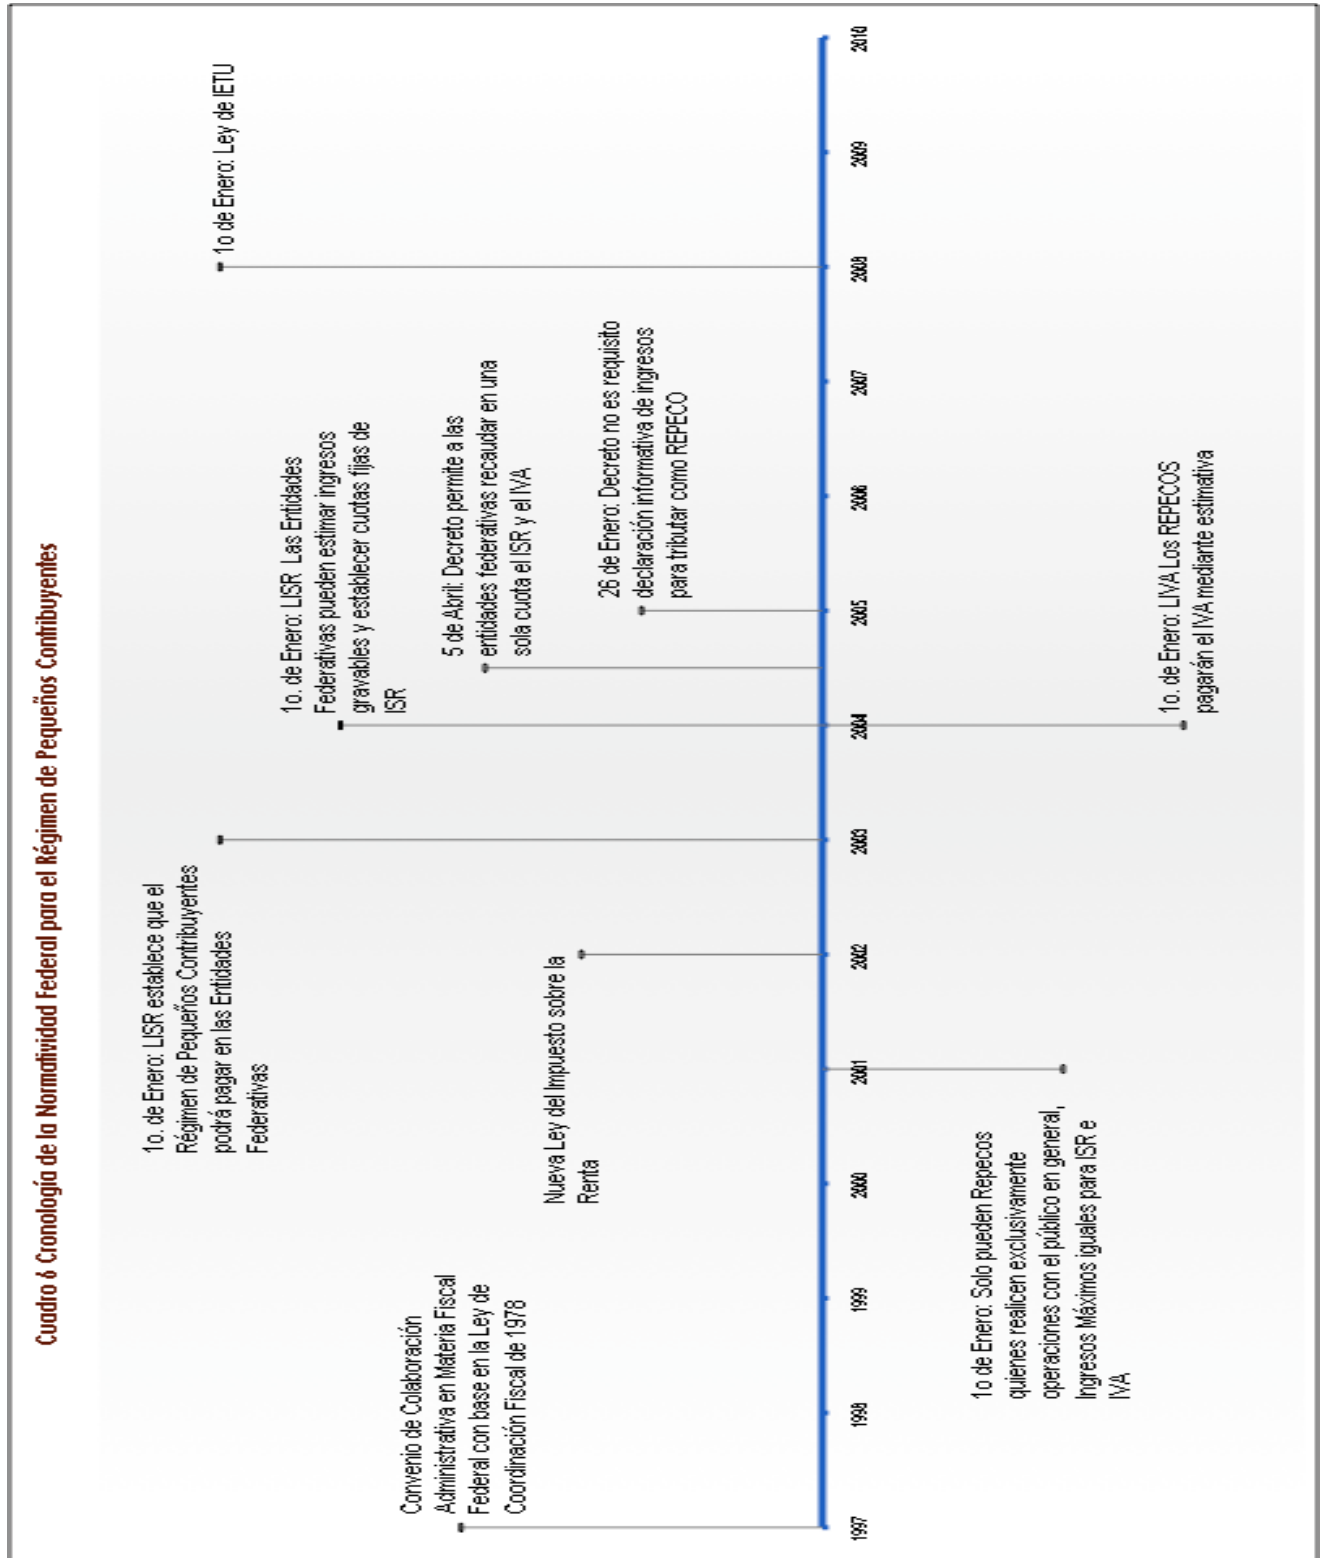 Cuadro 6 Cronología de la Normatividad Federal para el Régimen de Pequeños Contribuyentes
1o. de Enero: LISR establece que el
Régimen de Pequeños Contribuyentes
podrá pagar en las Entidades
Federativas
1o de Enero: Ley de IETU
1o. de Enero: LISR Las Entidades
Federativas pueden estimar ingresos
gravables y establecer cuotas fijas de
ISR
Convenio de Colaboración
Administrativa en Materia Fiscal
Federal con base en la Ley de
Coordinación Fiscal de 1978
5 de Abril: Decreto permite a las
entidades federativas recaudar en una
sola cuota el ISR y el IVA
Nueva Ley del Impuesto sobre la
Renta
26 de Enero: Decreto no es requisito
declaración informativa de ingresos
para tributar como REPECO
1997
1998
1999
2000
2001
2002
2003
2004
2005
2006
2007
2008
2009
2010
1o de Enero: Solo pueden Repecos
quienes realicen exclusivamente
operaciones con el público en general,
Ingresos Máximos iguales para ISR e
IVA
1o. de Enero: LIVA Los REPECOS
pagarán el IVA mediante estimativa